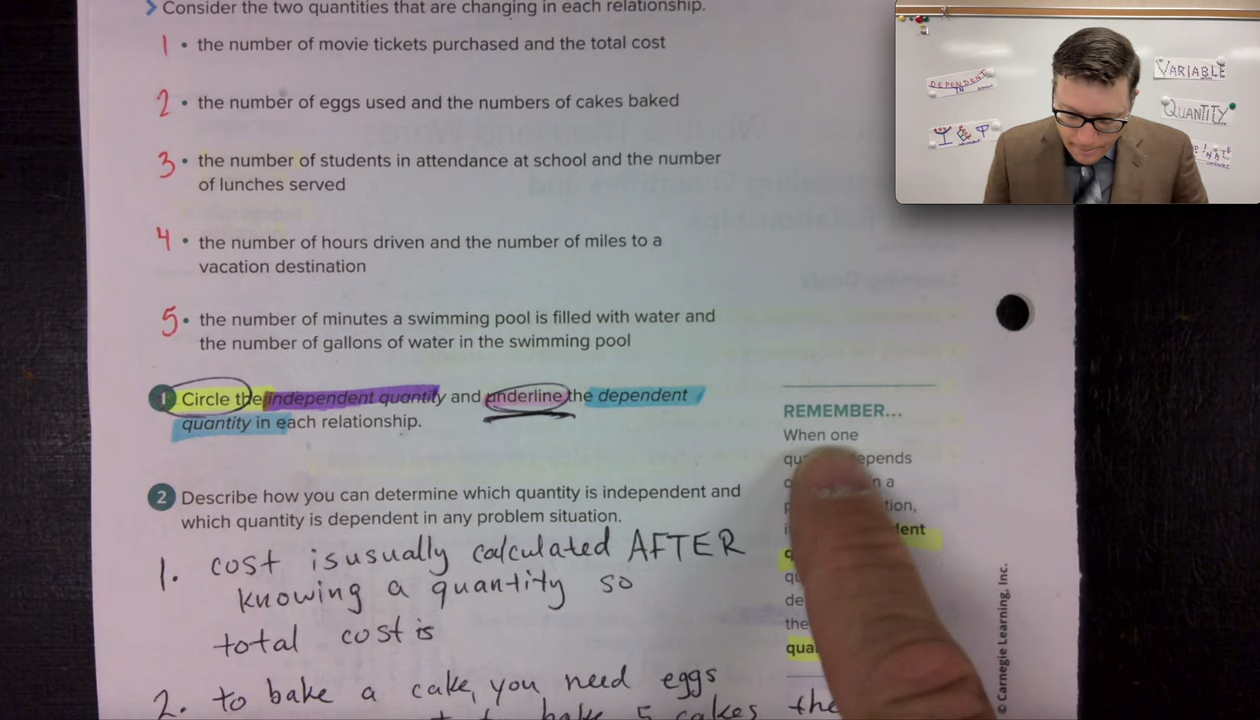 Consider the two quantities that are changing in each relationship.
1 • the number of movie tickets purchased and the total cost
2 • the number of eggs used and the numbers of cakes baked
3 • the number of students in attendance at school and the number
of lunches served
4 • the number of hours driven and the number of miles to a
vacation destination
5 • the number of minutes a swimming pool is filled with water and
the number of gallons of water in the swimming pool
1 Circle the independent quantity and underline the dependent
quantity in each relationship.
2 Describe how you can determine which quantity is independent and
which quantity is dependent in any problem situation.
1. cost is usually calculated AFTER
knowing a quantity so
total cost is
2. to bake a cake, you need eggs
bake 5 cakes the
REMEMBER...
When one
© Carnegie Learning, Inc.
DEPENDENT
IN
VARIABLE
QUANTITY